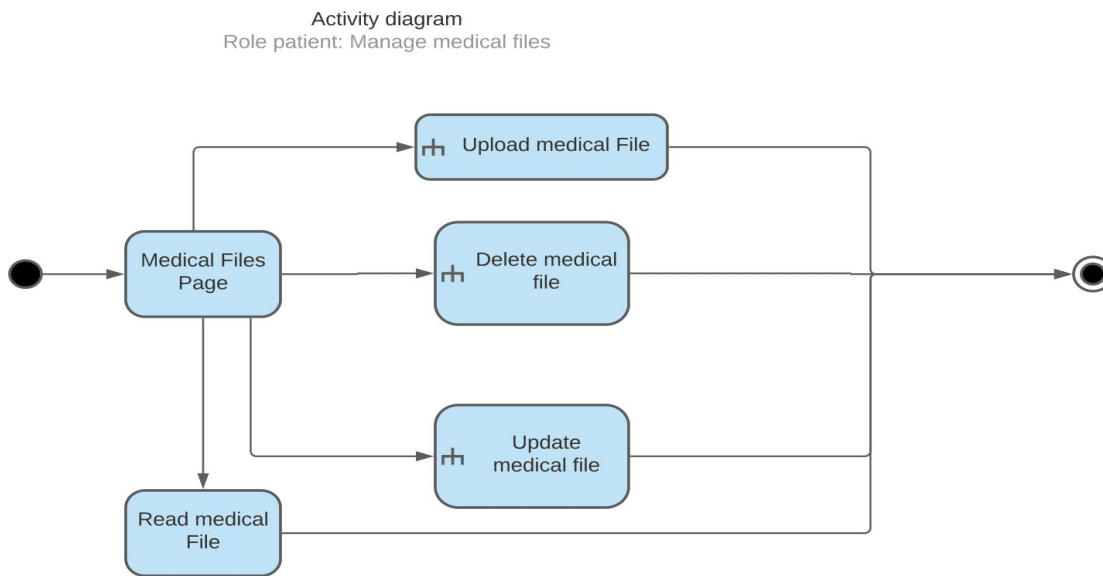 Activity diagram
Role patient: Manage medical files
Upload medical File
Medical Files
Page
Delete medical
file
Update
medical file
Read medical
File